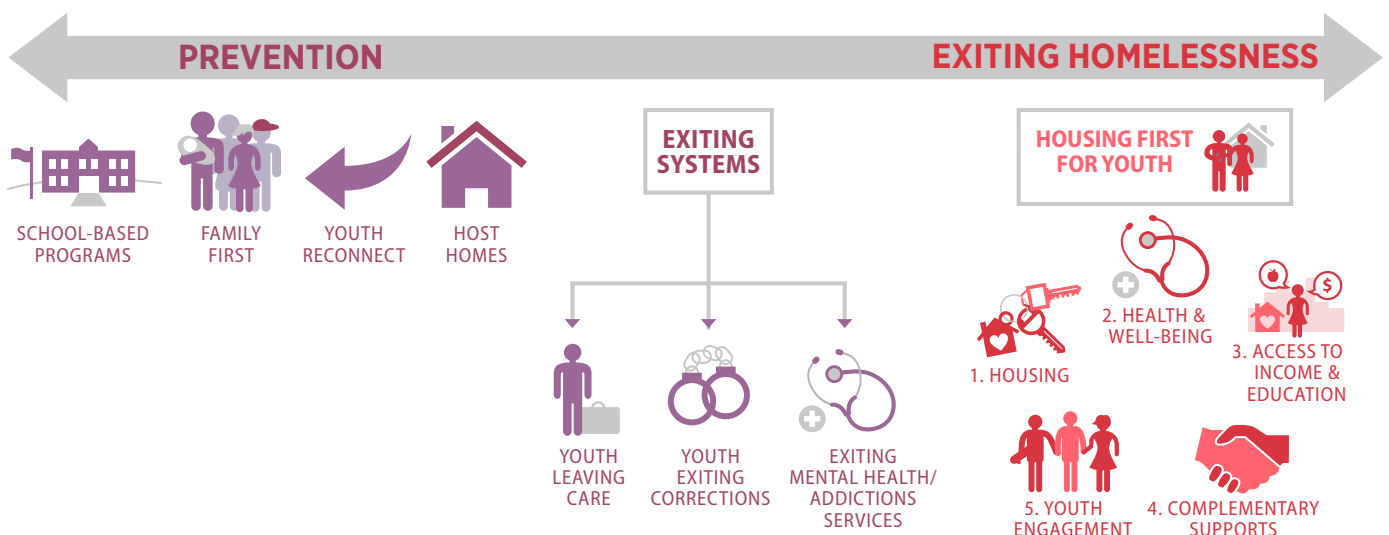 PREVENTION
EXITING HOMELESSNESS
SCHOOL-BASED
PROGRAMS
FAMILY
FIRST
YOUTH
RECONNECT
HOST
HOMES
EXITING
SYSTEMS
YOUTH
LEAVING
CARE
YOUTH
EXITING
CORRECTIONS
EXITING
MENTAL HEALTH/
ADDICTIONS
SERVICES
HOUSING FIRST
FOR YOUTH
1. HOUSING
2. HEALTH &
WELL-BEING
$
3. ACCESS TO
INCOME &
EDUCATION
5. YOUTH
ENGAGEMENT
4. COMPLEMENTARY
SUPPORTS